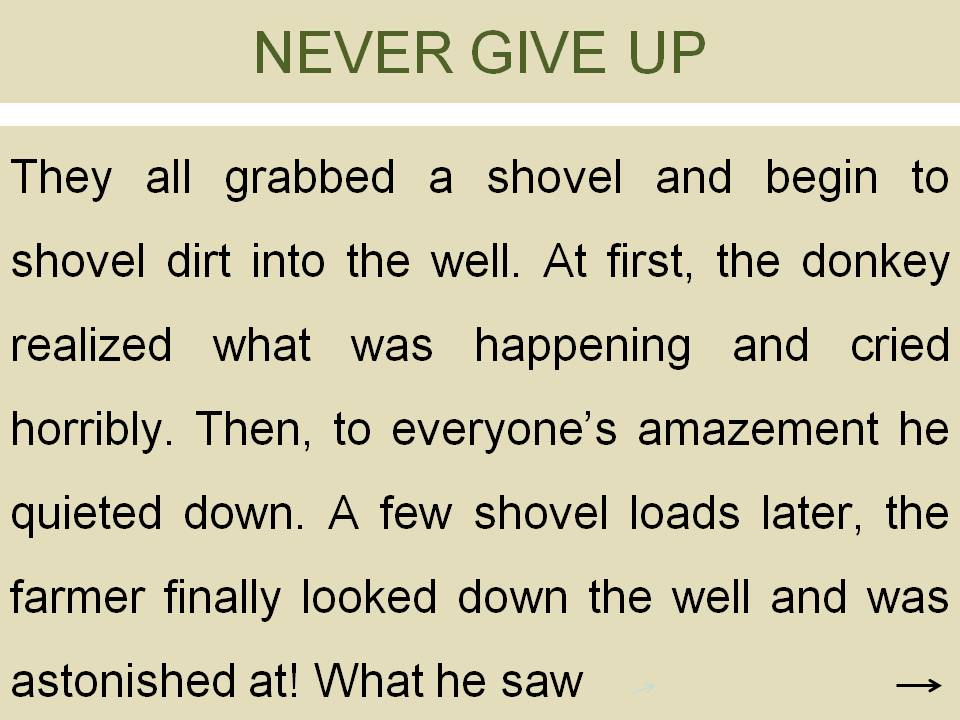 NEVER GIVE UP
They all grabbed a shovel and begin to
shovel dirt into the well. At first, the donkey
realized what was happening and cried
horribly. Then, to everyone’s amazement he
quieted down. A few shovel loads later, the
farmer finally looked down the well and was
astonished at! What he saw